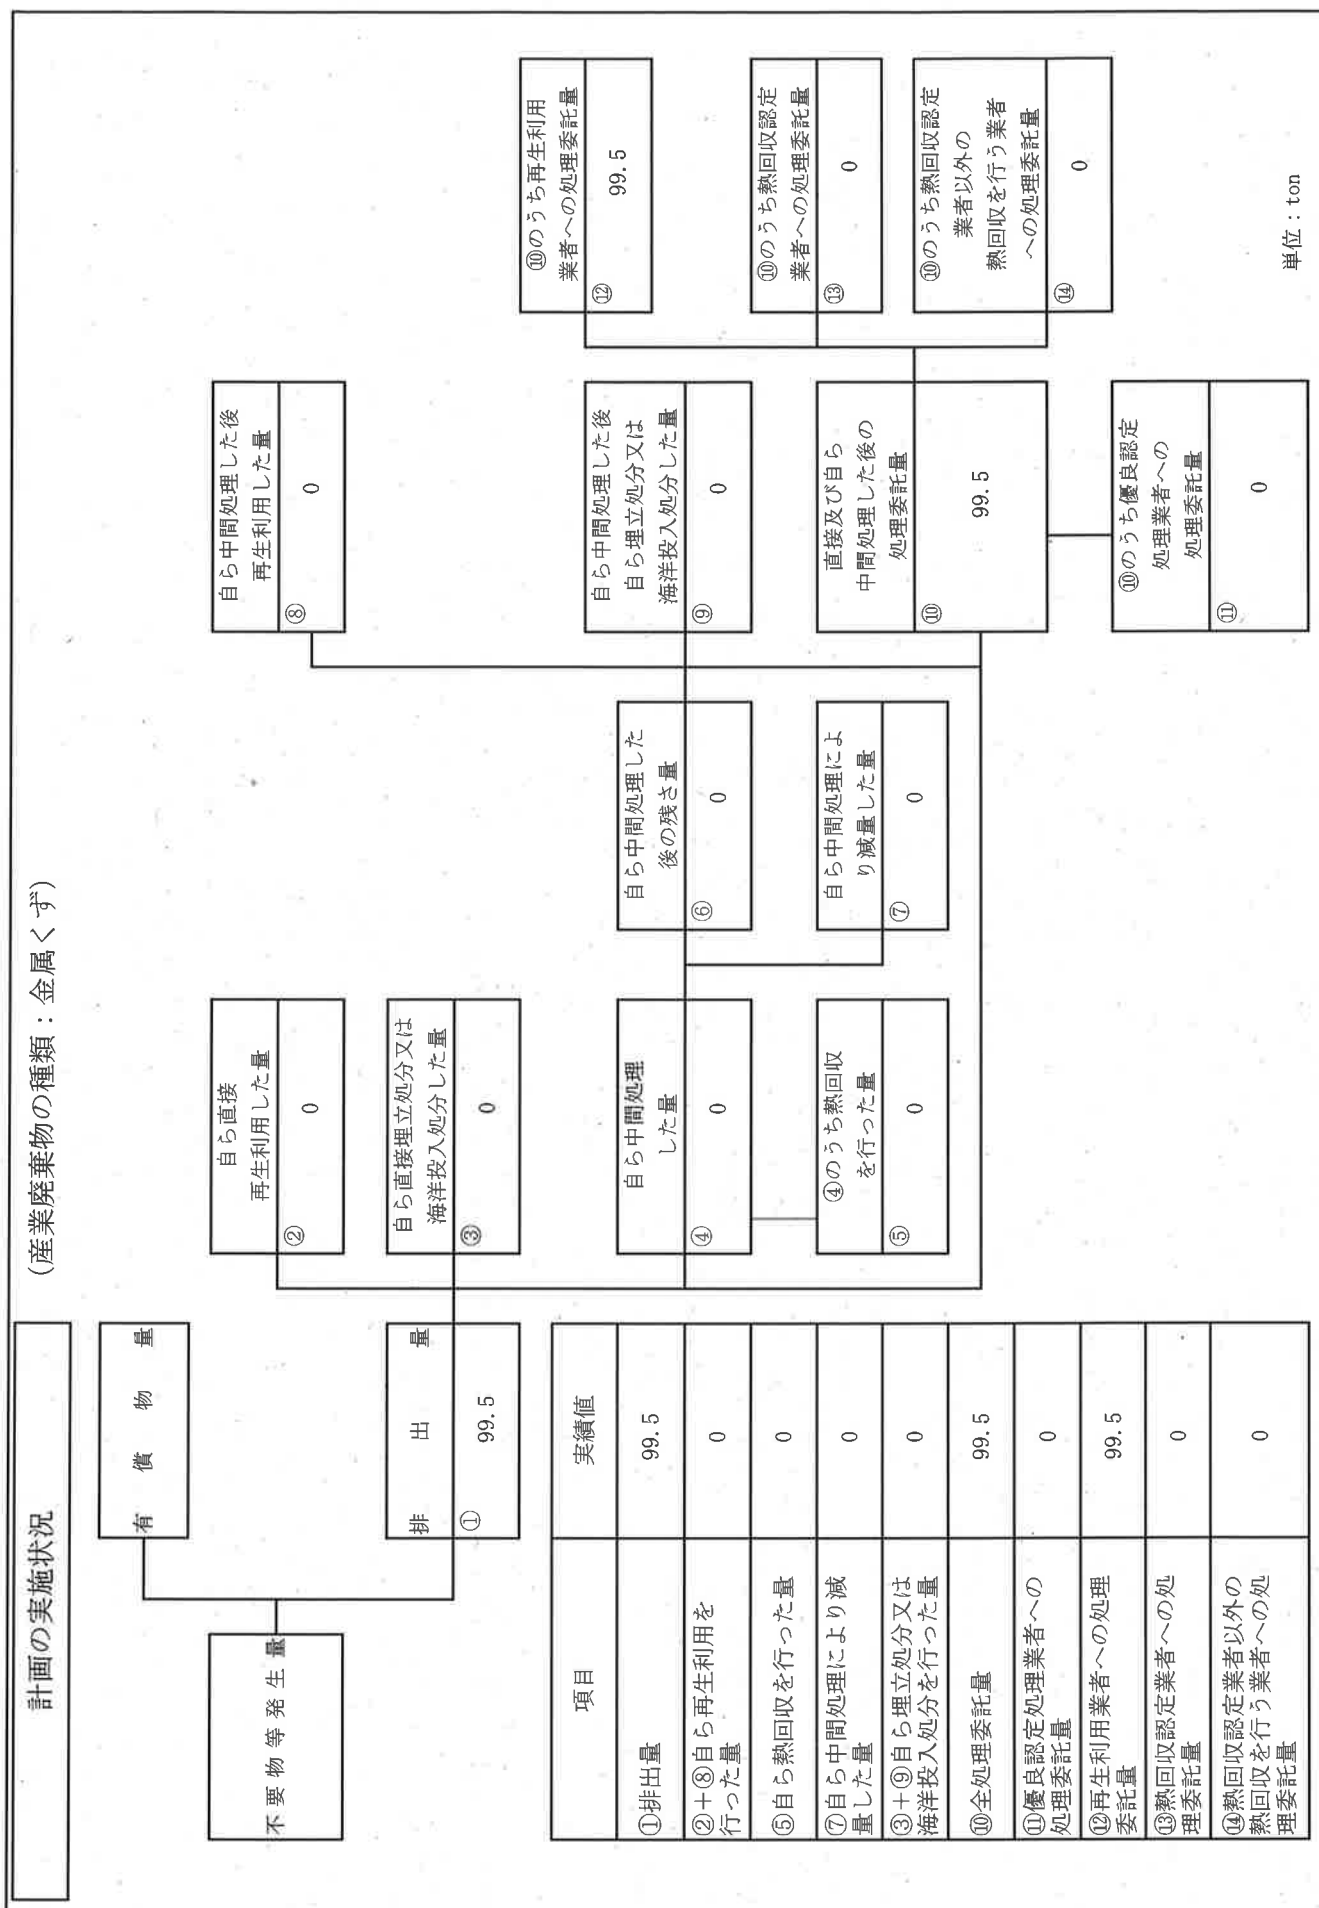 計画の実施状況
(産業廃棄物の種類：金属くず)
不要物等発生量
有償物量
排出量
①
99.5
自ら直接
再生利用した量
②
0
自ら直接埋立処分又は
海洋投入処分した量
③
0
自ら中間処理
した量
④
0
④のうち熱回収
を行った量
⑤
0
自ら中間処理した
後の残さ量
⑥
0
自ら中間処理によ
り減量した量
⑦
0
自ら中間処理した後
再生利用した量
⑧
0
自ら中間処理した後
自ら埋立処分又は
海洋投入処分した量
⑨
0
直接及び自ら
中間処理した後の
処理委託量
⑩
99.5
⑩のうち優良認定
処理業者への
処理委託量
⑪
0
⑩のうち再生利用
業者への処理委託量
⑫
99.5
⑩のうち熱回収認定
業者への処理委託量
⑬
0
⑩のうち熱回収認定
業者以外の
熱回収を行う業者
への処理委託量
⑭
0
項目
実績値
①排出量
99.5
②＋⑧自ら再生利用を
行った量
0
⑤自ら熱回収を行った量
0
⑦自ら中間処理により減
量した量
0
③＋⑨自ら埋立処分又は
海洋投入処分を行った量
0
⑩全処理委託量
99.5
⑪優良認定処理業者への
処理委託量
0
⑫再生利用業者への処理
委託量
99.5
⑬熱回収認定業者への処
理委託量
0
⑭熱回収認定業者以外の
熱回収を行う業者への処
理委託量
0
単位：ton